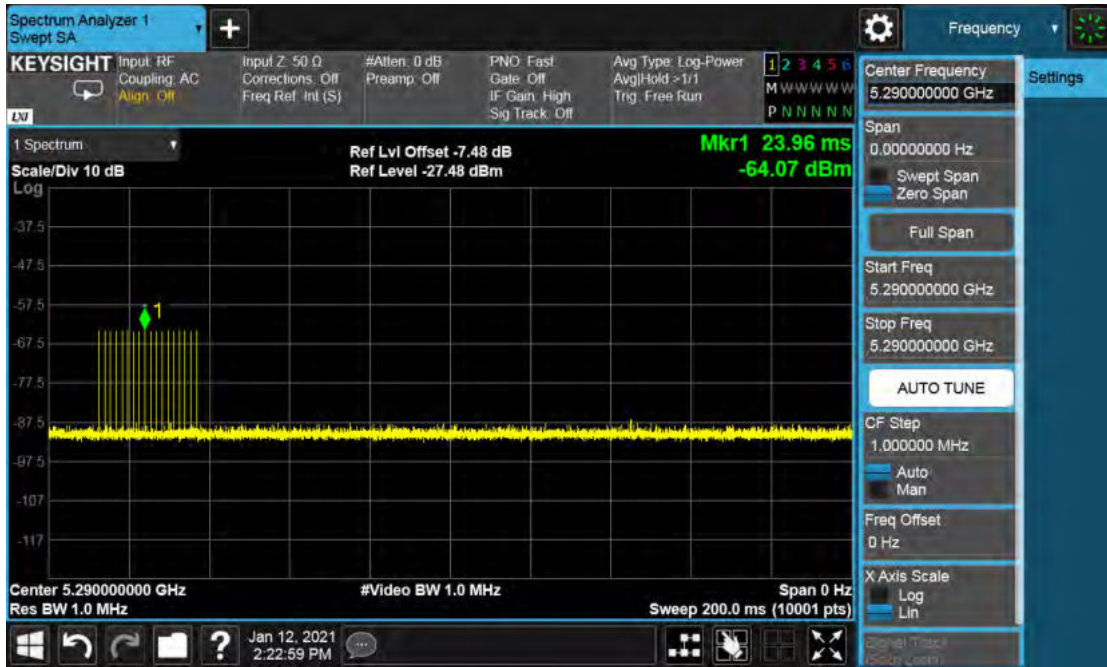 Spectrum Analyzer 1
Swept SA
+
Frequency
KEYSIGHT
Input: RF
Coupling: AC
Align: Off
Input Z: 50 Ω
Corrections: Off
Freq Ref: Int (S)
#Atten: 0 dB
Preamp: Off
PNO: Fast
Gate: Off
IF Gain: High
Sig Track: Off
Avg Type: Log-Power
Avg|Hold >1/1
Trig: Free Run
1 2 3 4 5 6
M W W W W W
P N N N N N
LXI
Center Frequency
5.290000000 GHz
Settings
1 Spectrum
Scale/Div 10 dB
Log
Ref Lvl Offset -7.48 dB
Ref Level -27.48 dBm
Mkr1 23.96 ms
-64.07 dBm
-37.5
-47.5
-57.5
-67.5
-77.5
-87.5
-97.5
-107
-117
1
Center 5.290000000 GHz
Res BW 1.0 MHz
#Video BW 1.0 MHz
Span 0 Hz
Sweep 200.0 ms (10001 pts)
Span
0.00000000 Hz
Swept Span
Zero Span
Full Span
Start Freq
5.290000000 GHz
Stop Freq
5.290000000 GHz
AUTO TUNE
CF Step
1.000000 MHz
Auto
Man
Freq Offset
0 Hz
X Axis Scale
Log
Lin
Signal Track
(Span Zoom)
?
Jan 12, 2021
2:22:59 PM